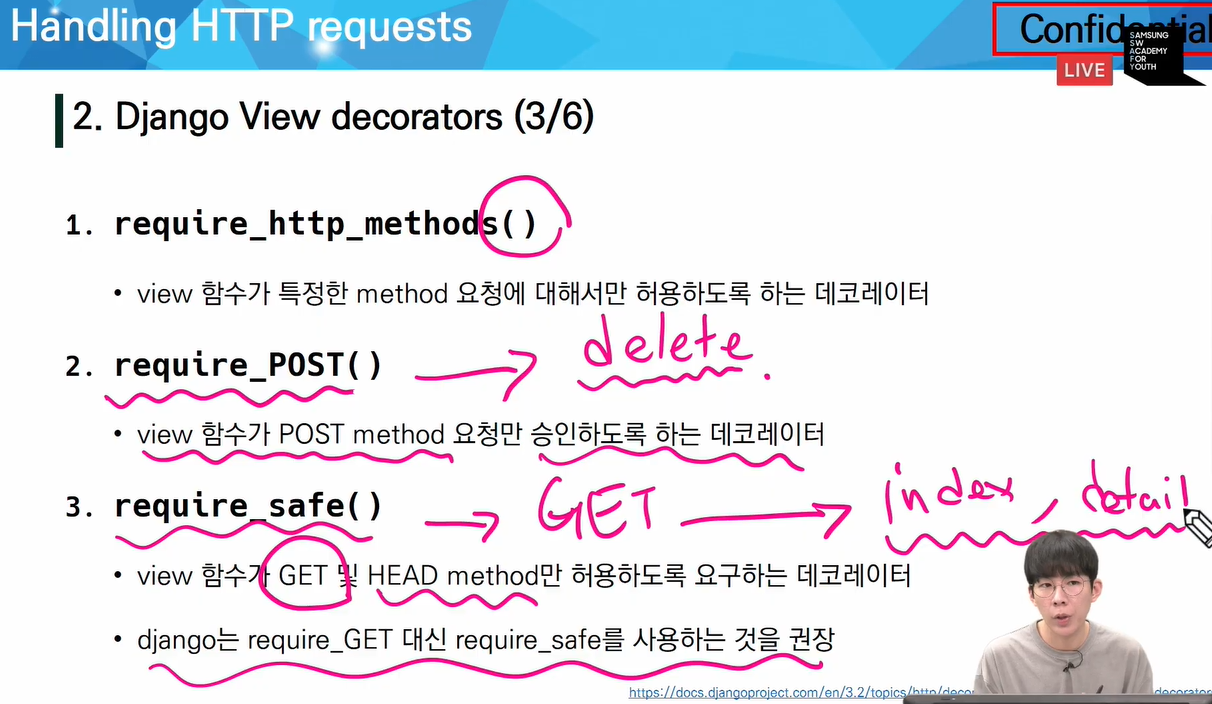 Handling HTTP requests
Confidential
SAMSUNG
SW
ACADEMY
FOR
YOUTH
LIVE
2. Django View decorators (3/6)
1. require_http_methods()
• view 함수가 특정한 method 요청에 대해서만 허용하도록 하는 데코레이터
delete.
2. require_POST()
• view 함수가 POST method 요청만 승인하도록 하는 데코레이터
3. require_safe() → GET → index, detail
• view 함수가 GET 및 HEAD method만 허용하도록 요구하는 데코레이터
• django는 require_GET 대신 require_safe를 사용하는 것을 권장
https://docs.djangoproject.com/en/3.2/topics/http/decor
decorators